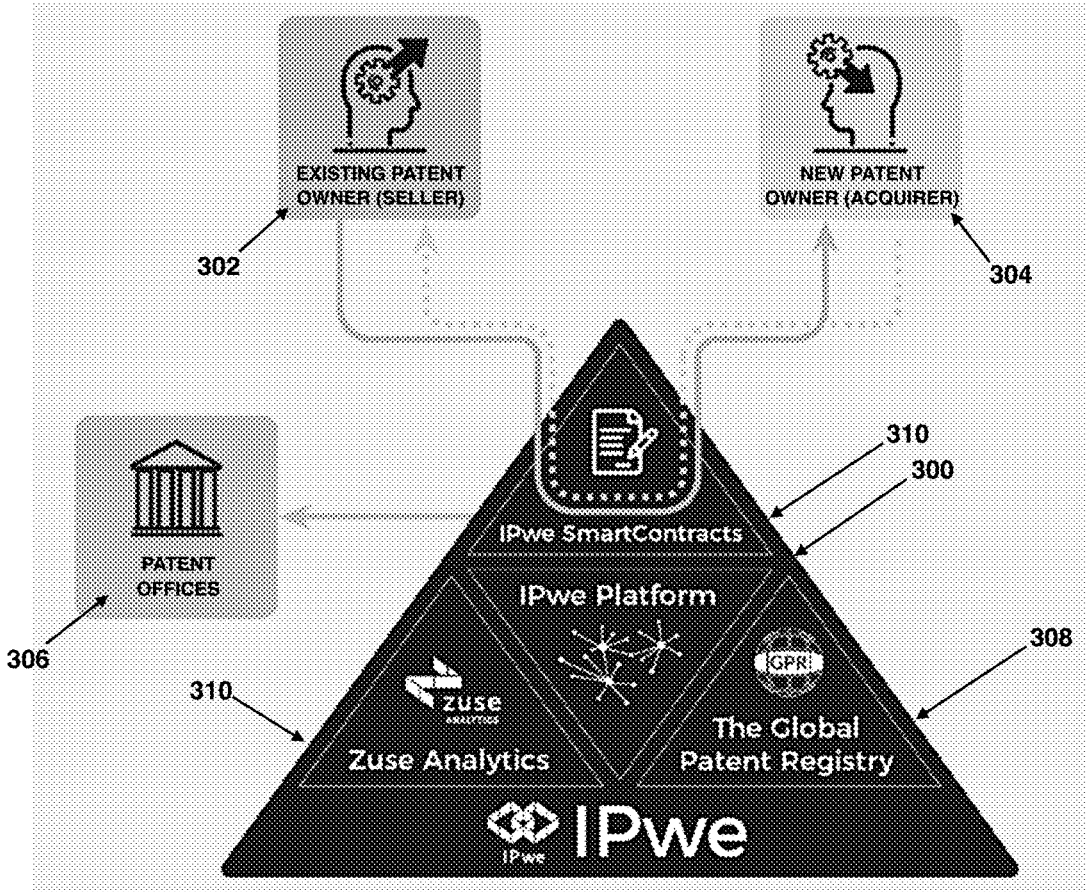 EXISTING PATENT
OWNER (SELLER)
NEW PATENT
OWNER (ACQUIRER)
302
304
310
300
IPwe SmartContracts
PATENT
OFFICES
IPwe Platform
306
308
310
GPR
zuse
ANALYTICS
The Global
Patent Registry
Zuse Analytics
IPwe
IPwe